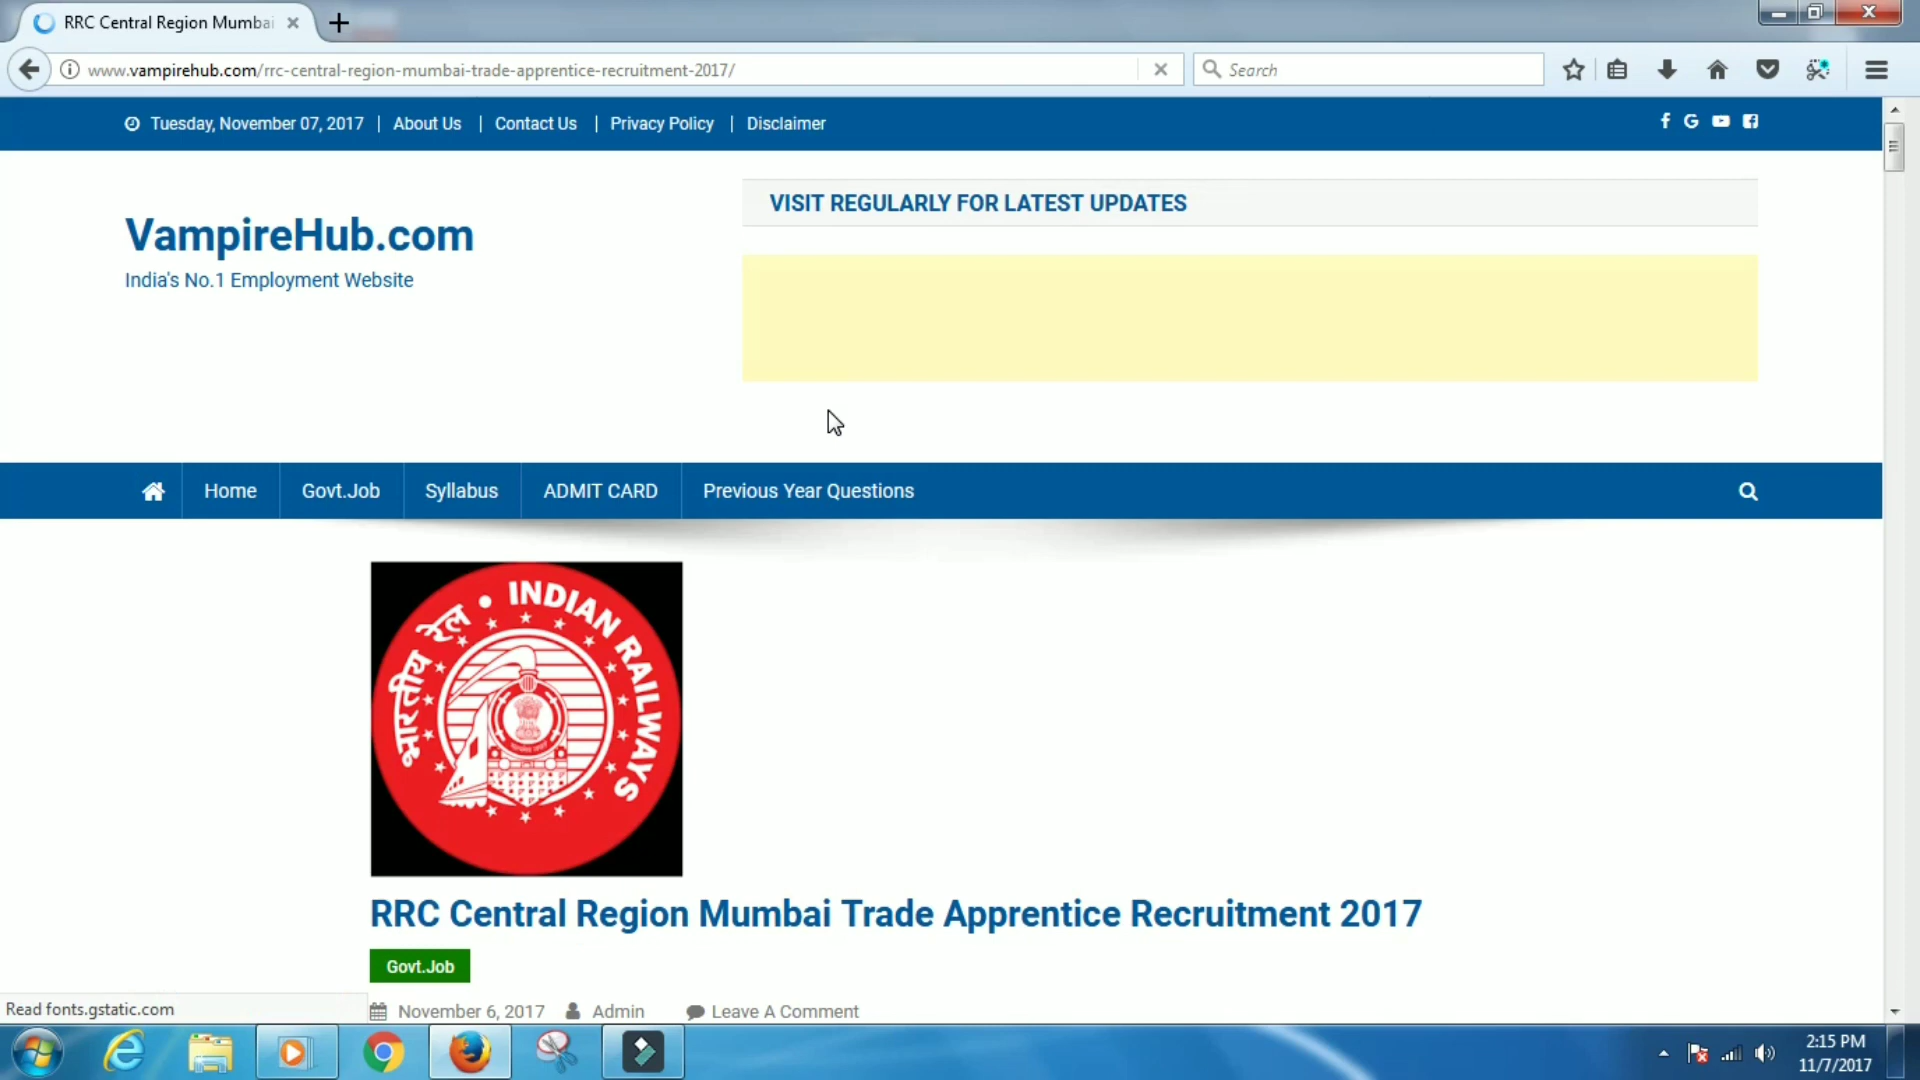 RRC Central Region Mumbai
www.vampirehub.com/rrc-central-region-mumbai-trade-apprentice-recruitment-2017/
Search
Tuesday, November 07, 2017 | About Us | Contact Us | Privacy Policy | Disclaimer
VISIT REGULARLY FOR LATEST UPDATES
VampireHub.com
India's No.1 Employment Website
Home
Govt.Job
Syllabus
ADMIT CARD
Previous Year Questions
भारतीय रेल • INDIAN RAILWAYS
RRC Central Region Mumbai Trade Apprentice Recruitment 2017
Govt.Job
November 6, 2017 Admin Leave A Comment
Read fonts.gstatic.com
2:15 PM
11/7/2017